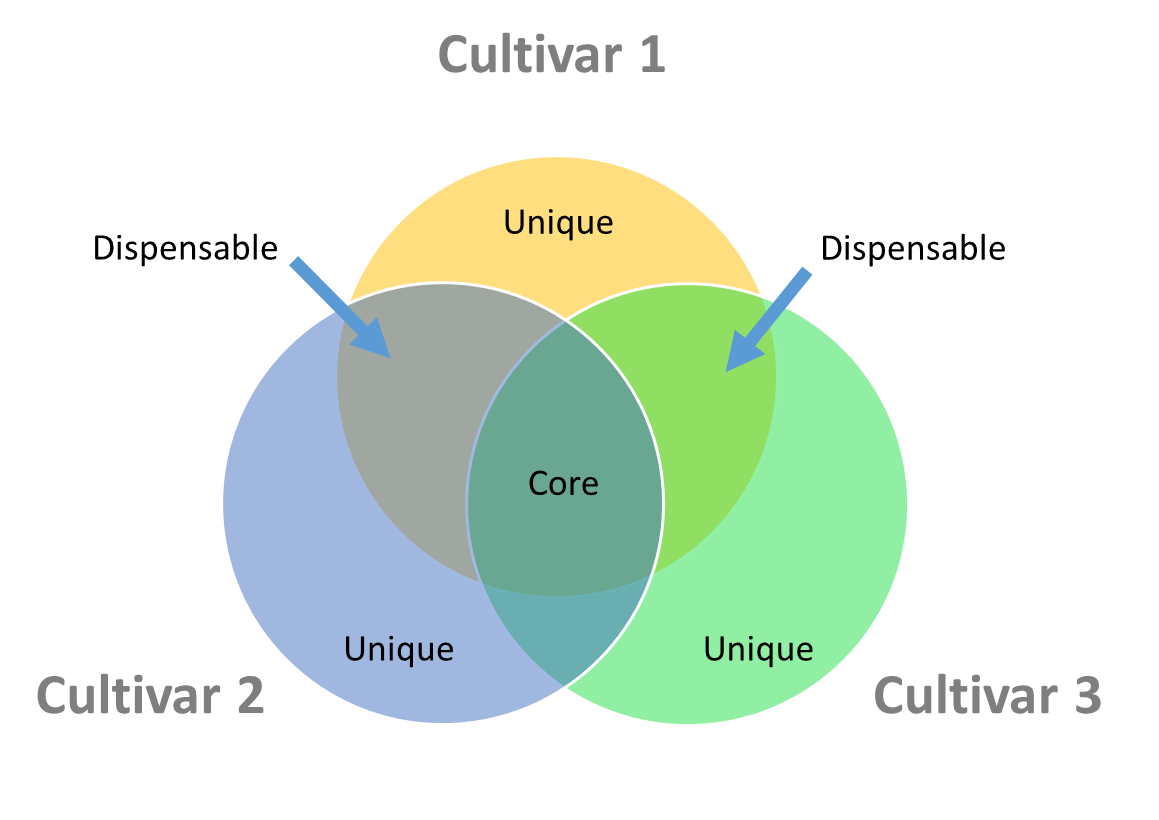 Cultivar 1
Unique
Dispensable
Dispensable
Core
Unique
Unique
Cultivar 2
Cultivar 3